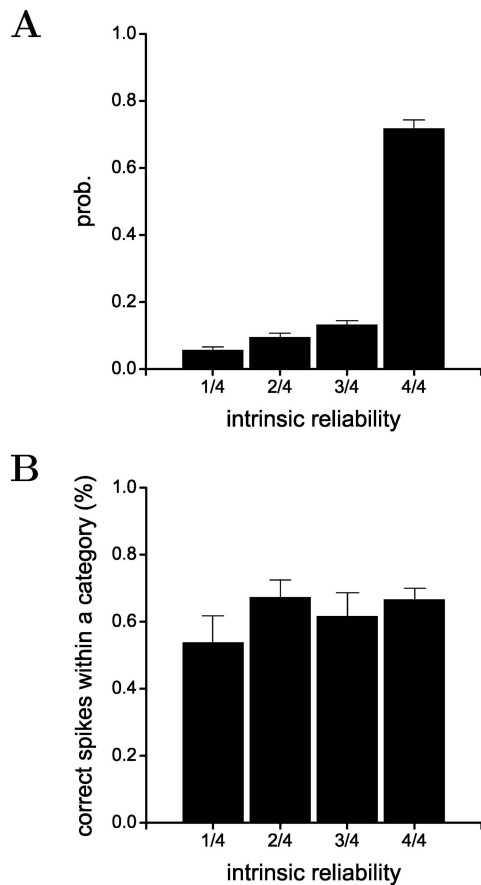 A
1.0
0.8
0.6
0.4
0.2
0.0
prob.
1/4 2/4 3/4 4/4
intrinsic reliability
B
1.0
0.8
0.6
0.4
0.2
0.0
correct spikes within a category (%)
1/4 2/4 3/4 4/4
intrinsic reliability